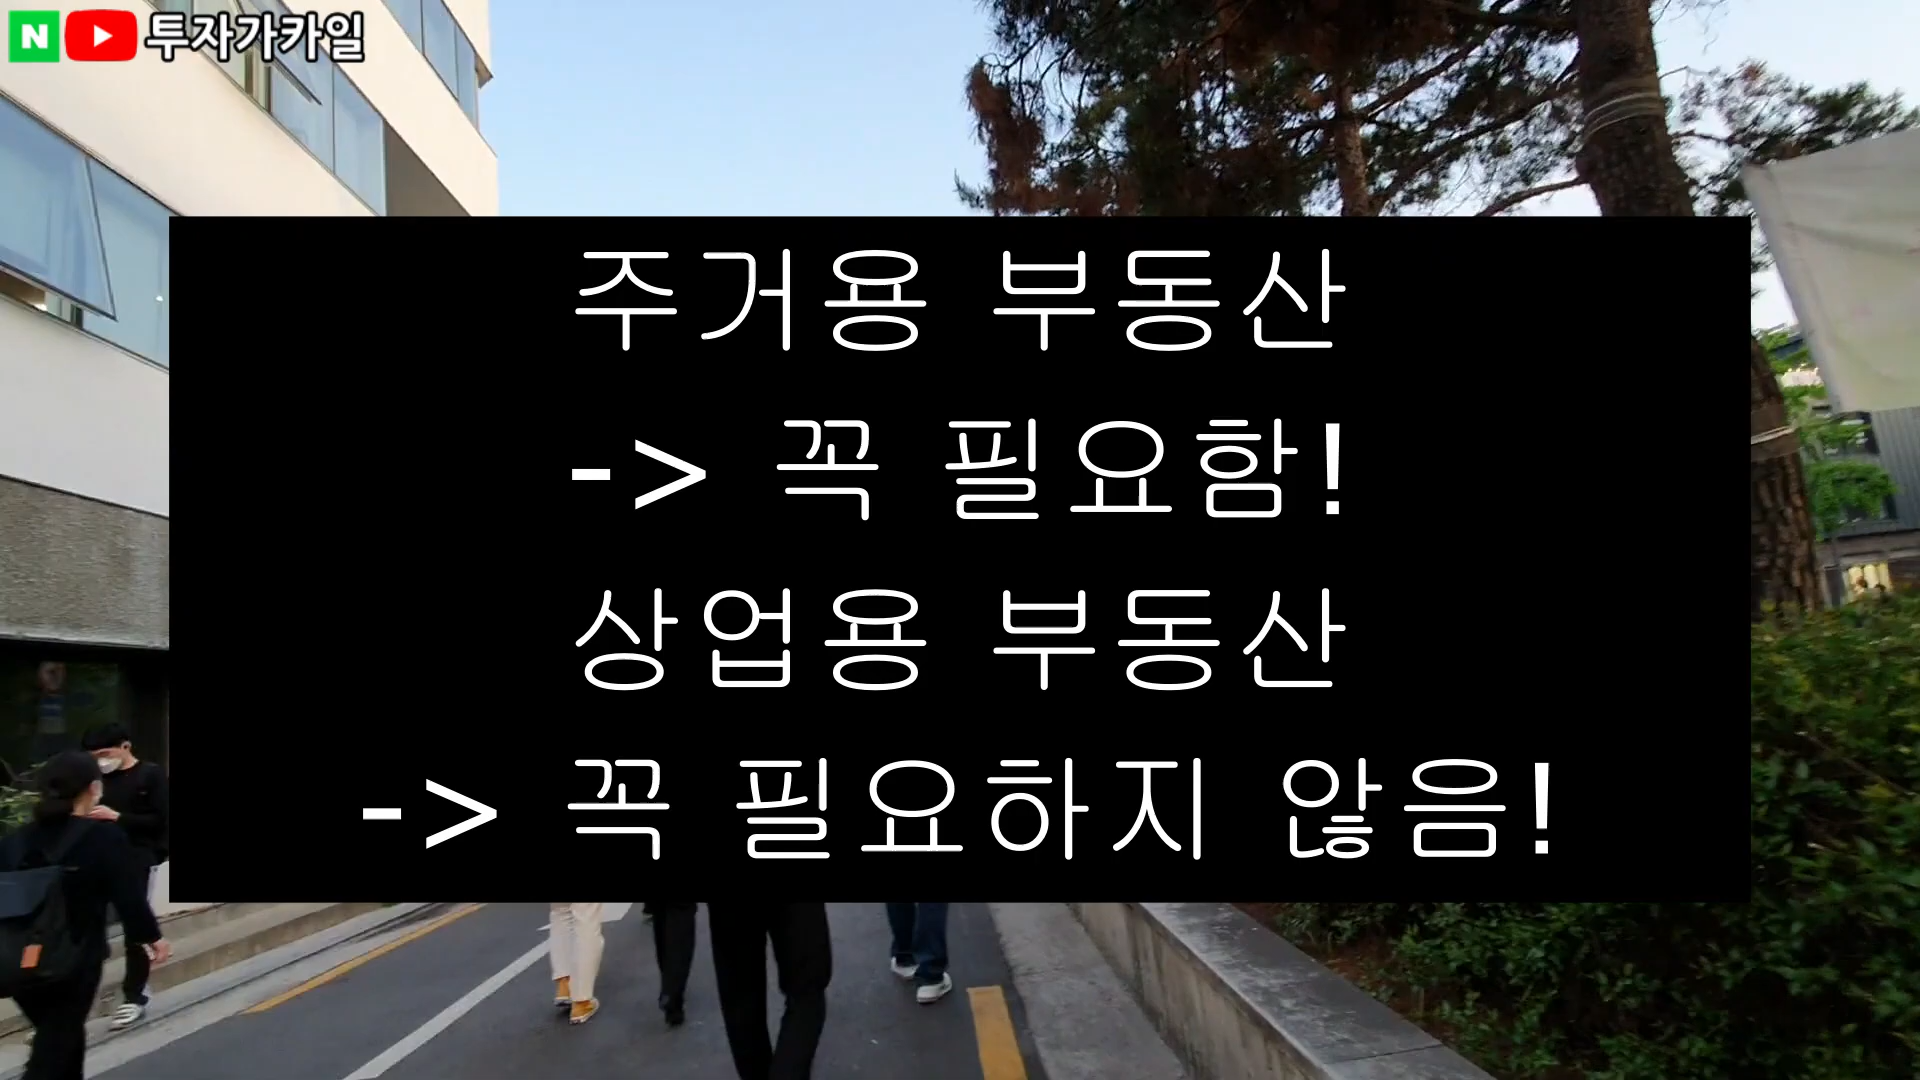 N 투자가카일
주거용 부동산
-> 꼭 필요함!
상업용 부동산
-> 꼭 필요하지 않음!